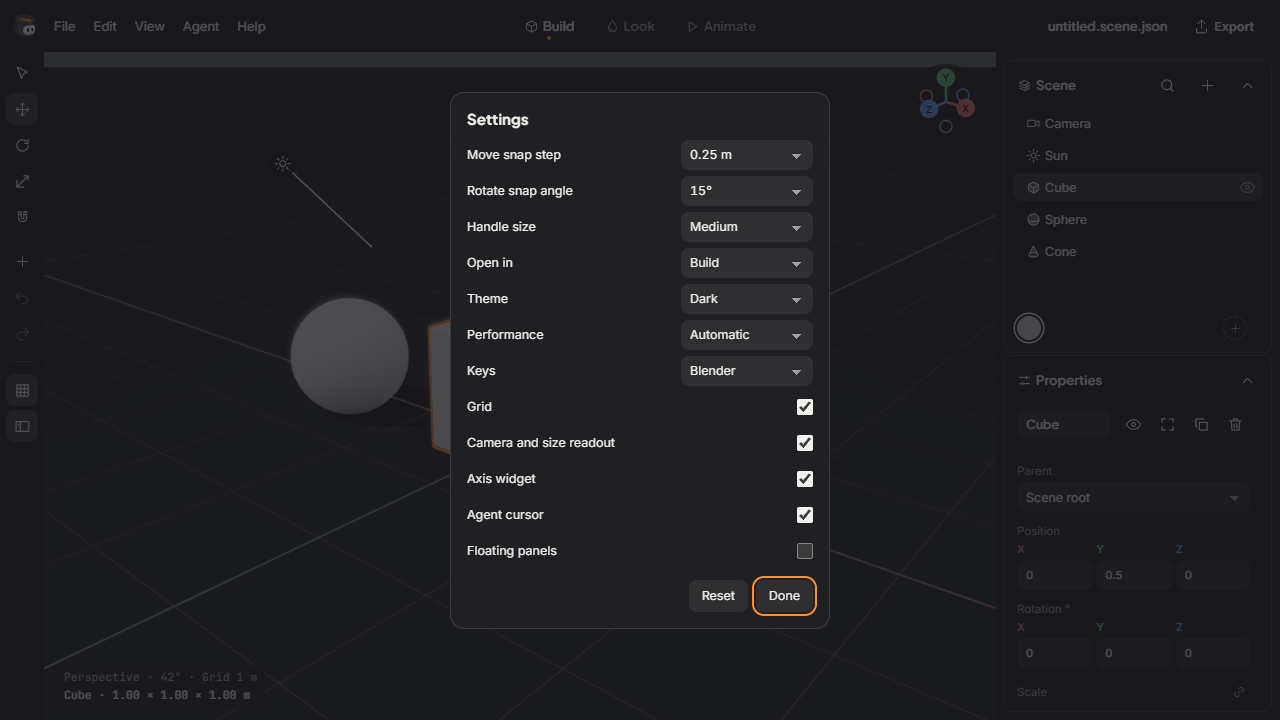 File Edit View Agent Help
Build Look Animate
untitled.scene.json Export
Scene
Camera
Sun
Cube
Sphere
Cone
Y
Z X
Settings
Move snap step 0.25 m
Rotate snap angle 15°
Handle size Medium
Open in Build
Theme Dark
Performance Automatic
Keys Blender
Grid
Camera and size readout
Axis widget
Agent cursor
Floating panels
Reset Done
Properties
Cube
Parent
Scene root
Position
X Y Z
0 0.5 0
Rotation *
X Y Z
0 0 0
Scale
Perspective · 42° · Grid 1 m
Cube · 1.00 × 1.00 × 1.00 m